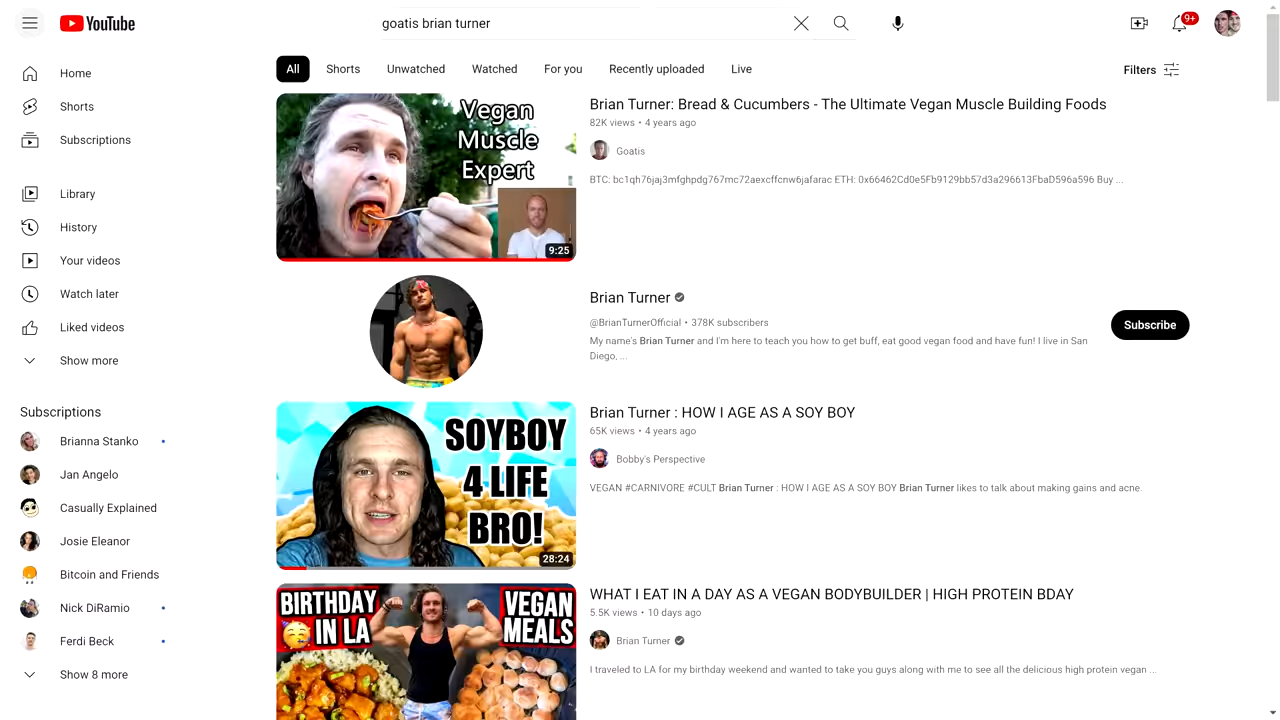 YouTube
goatis brian turner
9+
Home
Shorts
Subscriptions
Library
History
Your videos
Watch later
Liked videos
Show more
Subscriptions
Brianna Stanko
Jan Angelo
Casually Explained
Josie Eleanor
Bitcoin and Friends
Nick DiRamio
Ferdi Beck
Show 8 more
All
Shorts
Unwatched
Watched
For you
Recently uploaded
Live
Filters
Vegan
Muscle
Expert
9:25
Brian Turner: Bread & Cucumbers - The Ultimate Vegan Muscle Building Foods
82K views • 4 years ago
Goatis
BTC: bc1qh76jaj3mfghpdg767mc72aexcffcnw6jafarac ETH: 0x66462Cd0e5Fb9129bb57d3a296613FbaD596a596 Buy ...
Brian Turner
@BrianTurnerOfficial • 378K subscribers
My name's Brian Turner and I'm here to teach you how to get buff, eat good vegan food and have fun! I live in San
Diego, ...
Subscribe
SOYBOY
4 LIFE
BRO!
28:24
Brian Turner : HOW I AGE AS A SOY BOY
65K views • 4 years ago
Bobby's Perspective
VEGAN #CARNIVORE #CULT Brian Turner : HOW I AGE AS A SOY BOY Brian Turner likes to talk about making gains and acne.
BIRTHDAY
IN LA
VEGAN
MEALS
WHAT I EAT IN A DAY AS A VEGAN BODYBUILDER | HIGH PROTEIN BDAY
5.5K views • 10 days ago
Brian Turner
I traveled to LA for my birthday weekend and wanted to take you guys along with me to see all the delicious high protein vegan ...